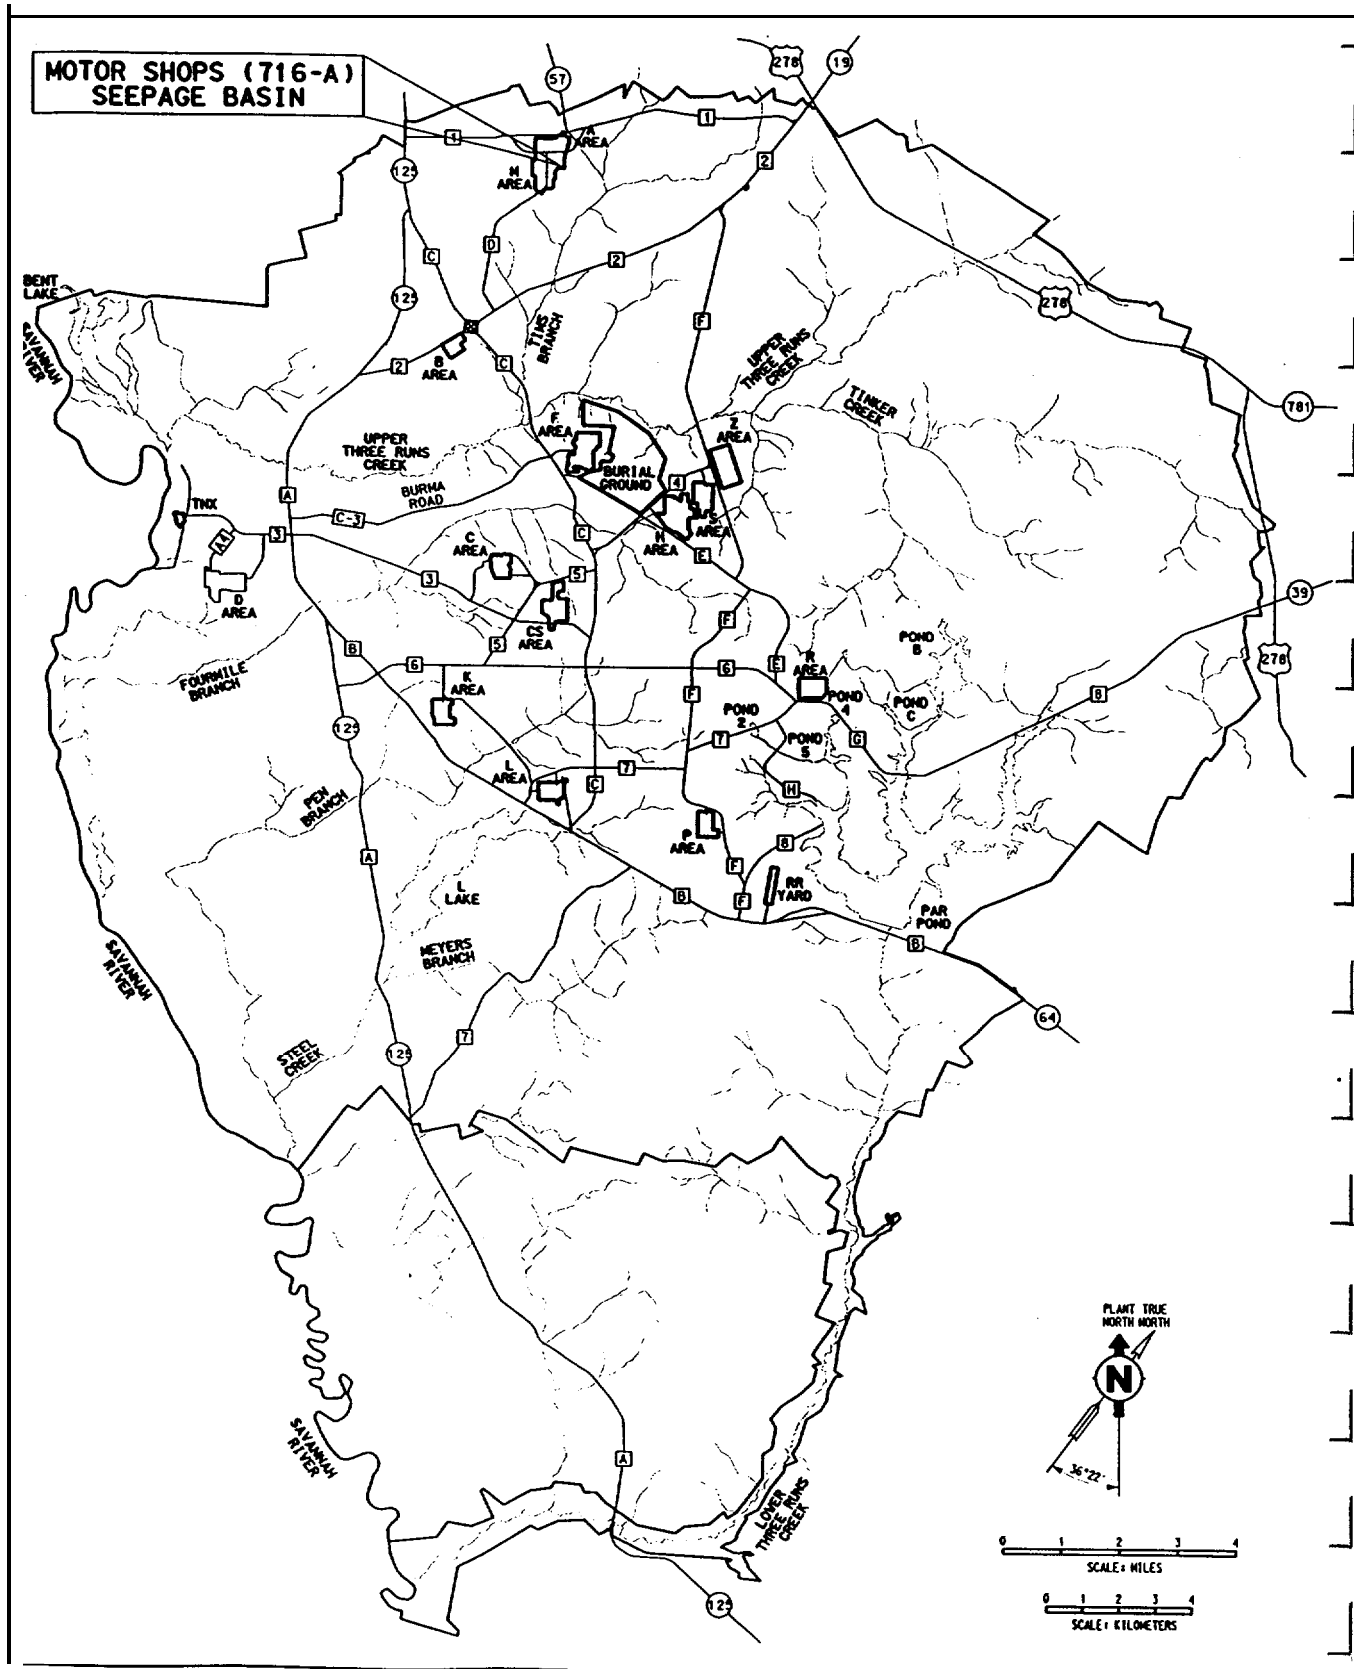 MOTOR SHOPS (716-A)
SEEPAGE BASIN
57
278
19
1
1
A
AREA
2
125
M
AREA
D
C
2
BENT
LAKE
125
278
SAVANNAH
RIVER
F
TIMS
BRANCH
UPPER
THREE RUNS
CREEK
2
B
AREA
C
TINKER
CREEK
781
F
AREA
Z
AREA
UPPER
THREE RUNS
CREEK
BURIAL
GROUND
4
BURMA
ROAD
A
TNX
C-3
S
AREA
H
AREA
3
C
C
AREA
E
3
5
39
D
AREA
CS
AREA
F
POND
B
B
5
278
6
6
E
R
AREA
FOURMILE
BRANCH
K
AREA
F
POND
4
POND
C
B
POND
2
125
7
POND
5
G
L
AREA
7
C
H
PEN
BRANCH
P
AREA
8
A
F
L
LAKE
B
F
RR
YARD
PAR
POND
B
MEYERS
BRANCH
SAVANNAH
RIVER
64
7
STEEL
CREEK
125
PLANT TRUE
NORTH NORTH
N
36°22'
SAVANNAH
RIVER
A
LOWER
THREE RUNS
CREEK
0 1 2 3 4
SCALE: MILES
125
0 1 2 3 4
SCALE: KILOMETERS